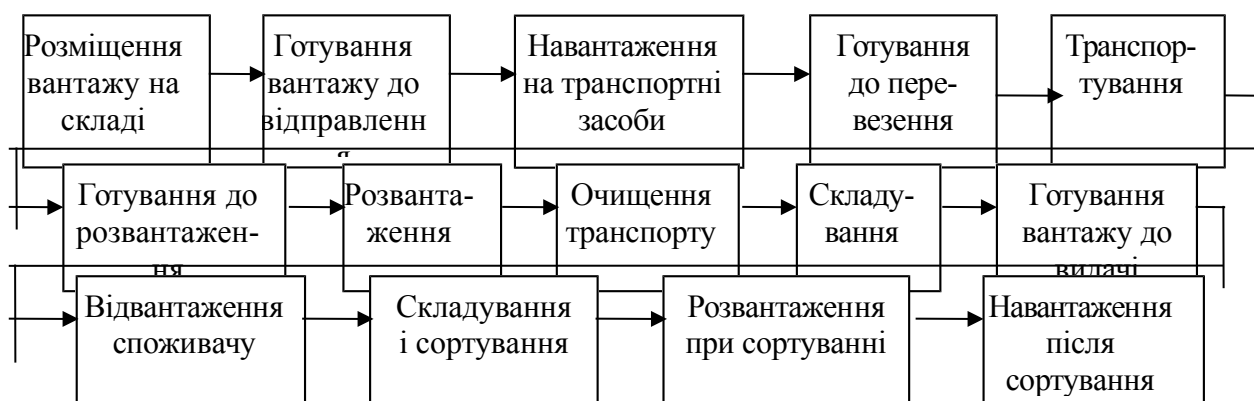 Розміщення
вантажу на
складі
Готування
вантажу до
відправленн
я
Навантаження
на транспортні
засоби
Готування
до пере-
везення
Транспор-
тування
Готування до
розвантажен-
ня
Розванта-
ження
Очищення
транспорту
Складу-
вання
Готування
вантажу до
видачі
Відвантаження
споживачу
Складування
і сортування
Розвантаження
при сортуванні
Навантаження
після
сортування